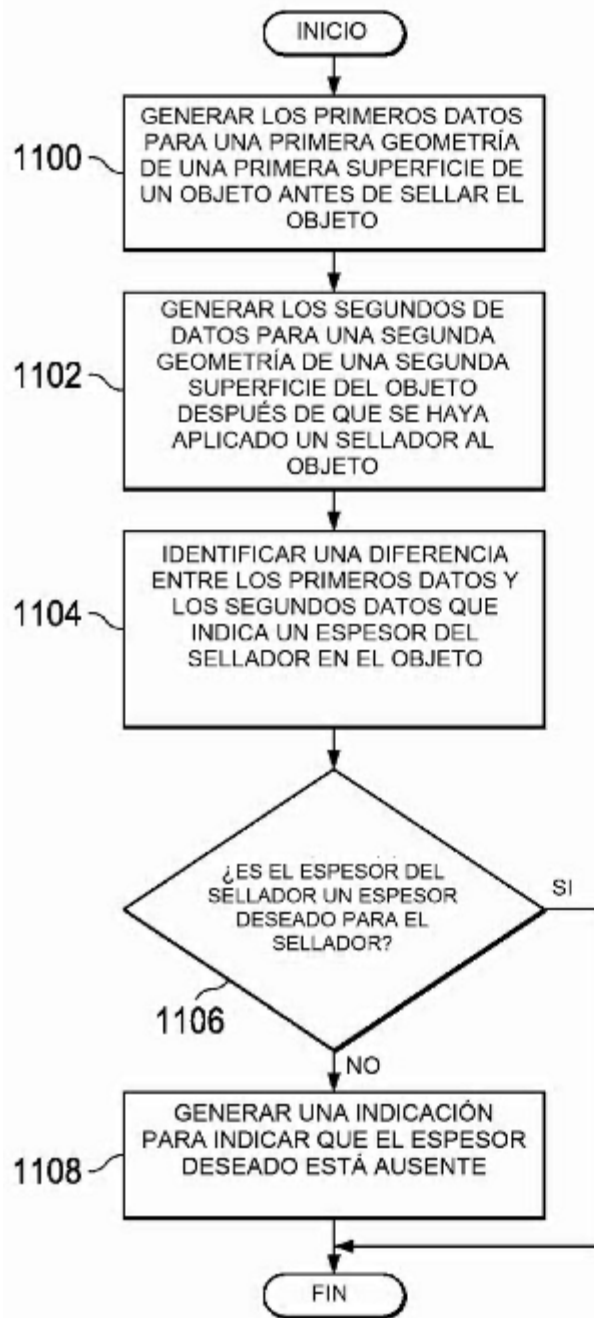 INICIO
1100
GENERAR LOS PRIMEROS DATOS
PARA UNA PRIMERA GEOMETRÍA
DE UNA PRIMERA SUPERFICIE DE
UN OBJETO ANTES DE SELLAR EL
OBJETO
1102
GENERAR LOS SEGUNDOS DE
DATOS PARA UNA SEGUNDA
GEOMETRÍA DE UNA SEGUNDA
SUPERFICIE DEL OBJETO
DESPUÉS DE QUE SE HAYA
APLICADO UN SELLADOR AL
OBJETO
1104
IDENTIFICAR UNA DIFERENCIA
ENTRE LOS PRIMEROS DATOS Y
LOS SEGUNDOS DATOS QUE
INDICA UN ESPESOR DEL
SELLADOR EN EL OBJETO
¿ES EL ESPESOR DEL
SELLADOR UN ESPESOR
DESEADO PARA EL
SELLADOR?
SI
1106
NO
1108
GENERAR UNA INDICACIÓN
PARA INDICAR QUE EL ESPESOR
DESEADO ESTÁ AUSENTE
FIN